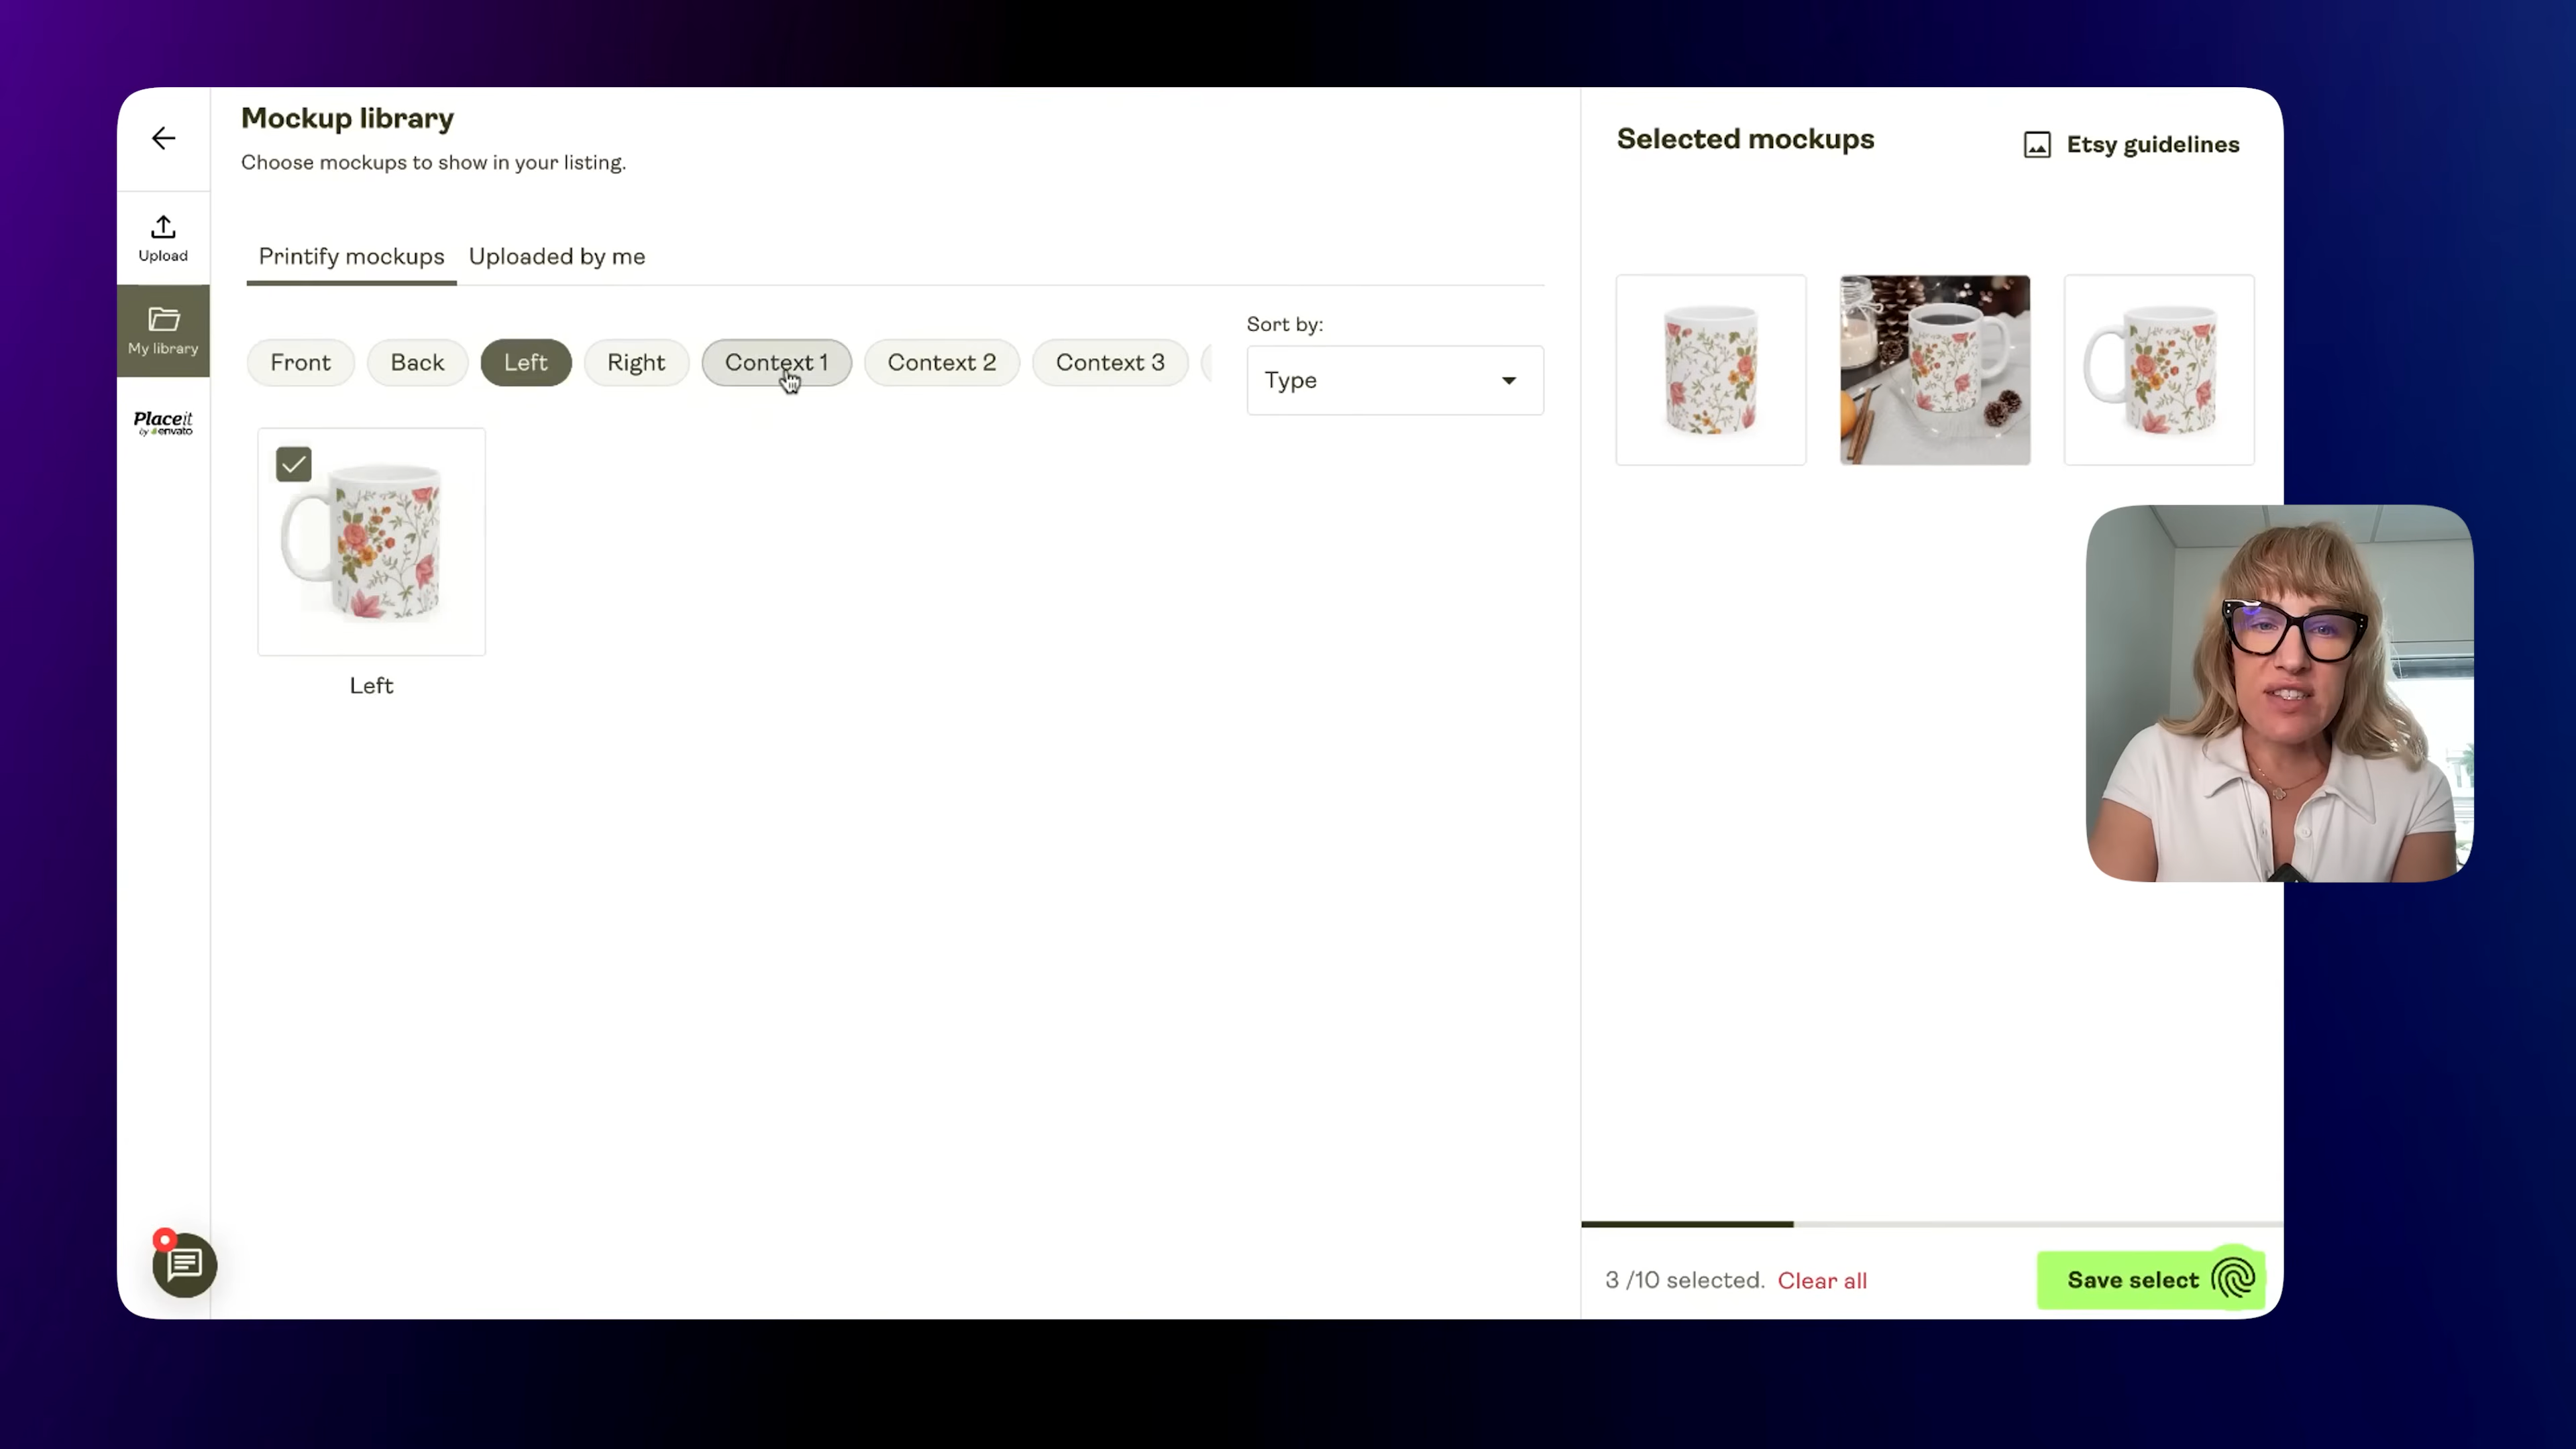 Mockup library
Choose mockups to show in your listing.
Upload
My library
Placeit
by envato
Printify mockups
Uploaded by me
Front
Back
Left
Right
Context 1
Context 2
Context 3
Sort by:
Type
Left
Selected mockups
Etsy guidelines
3 /10 selected.
Clear all
Save select